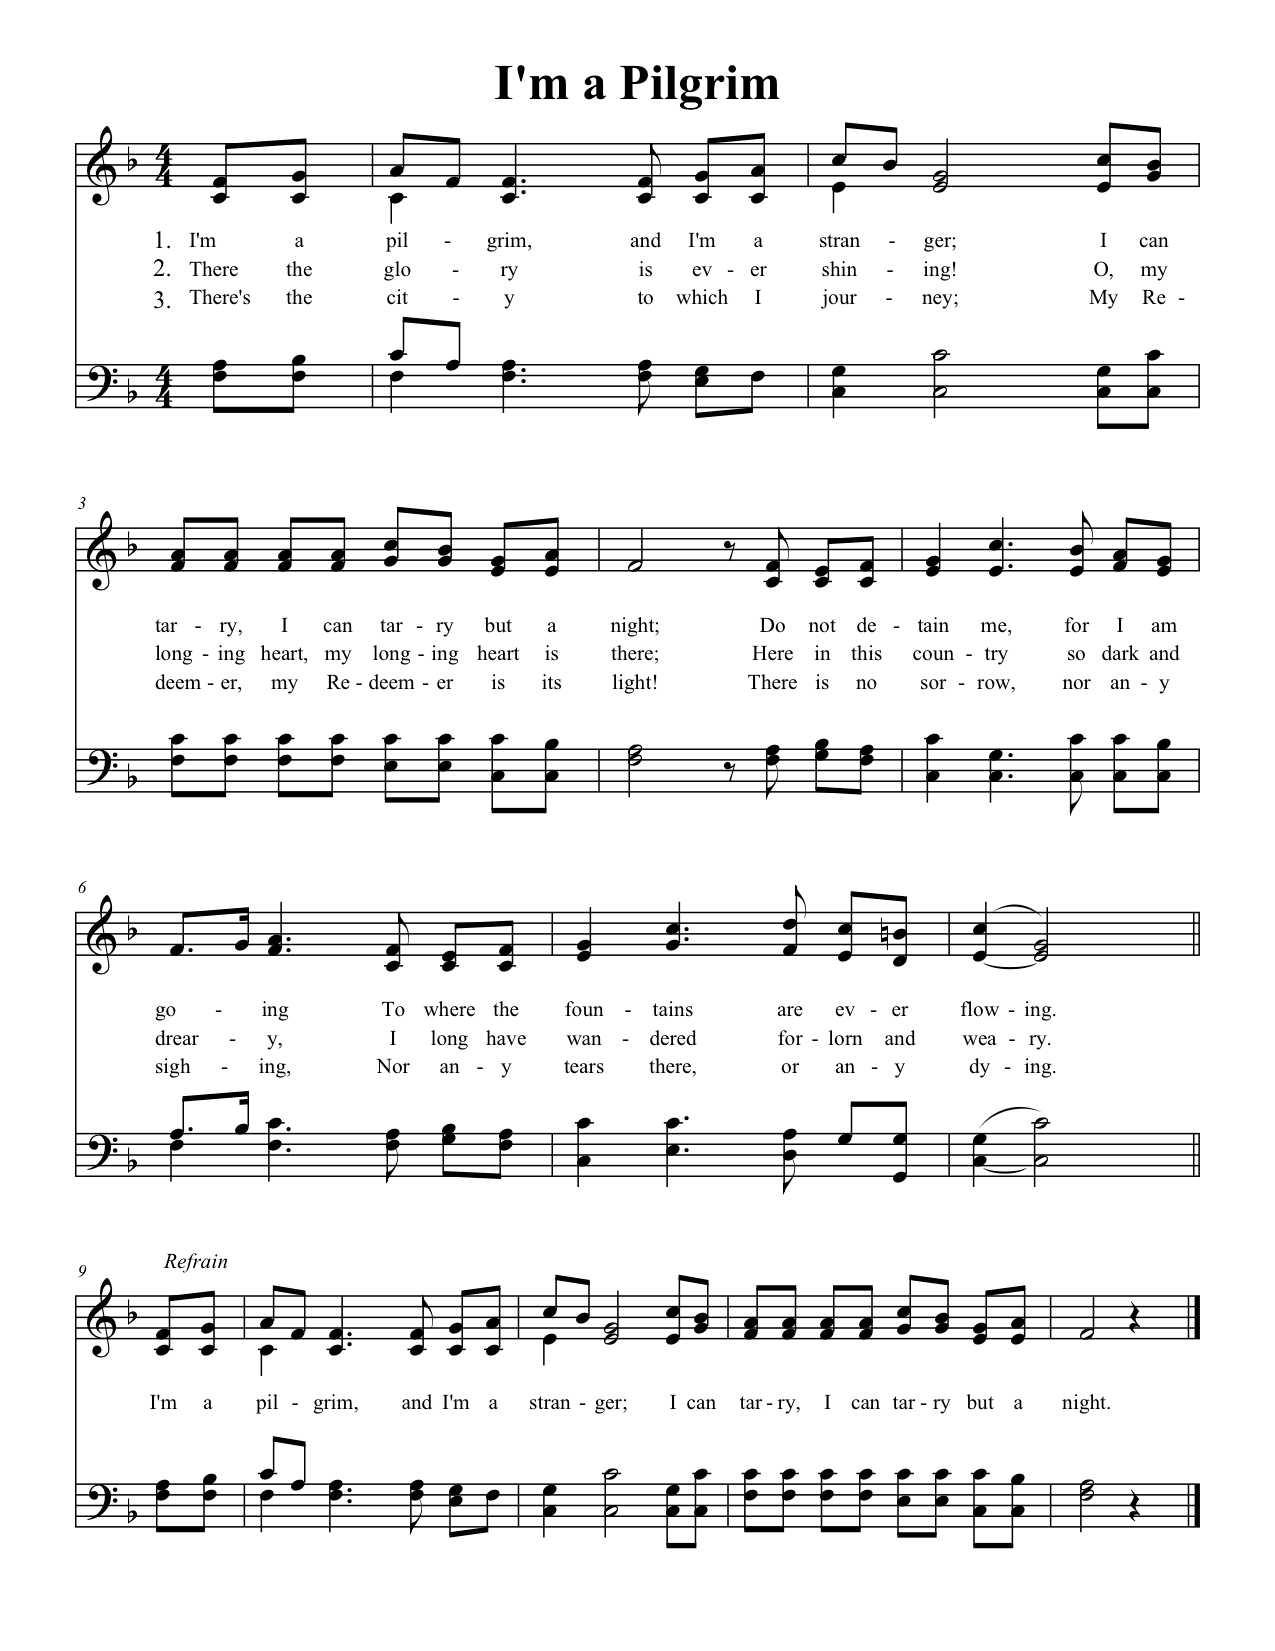 I'm a Pilgrim
4 4
1. I'm a pil - grim, and I'm a stran - ger; I can
2. There the glo - ry is ev - er shin - ing! O, my
3. There's the cit - y to which I jour - ney; My Re -
4 4
3
tar - ry, I can tar - ry but a night; Do not de - tain me, for I am
long - ing heart, my long - ing heart is there; Here in this coun - try so dark and
deem - er, my Re - deem - er is its light! There is no sor - row, nor an - y
6
go - ing To where the foun - tains are ev - er flow - ing.
drear - y, I long have wan - dered for - lorn and wea - ry.
sigh - ing, Nor an - y tears there, or an - y dy - ing.
Refrain
9
I'm a pil - grim, and I'm a stran - ger; I can tar - ry, I can tar - ry but a night.